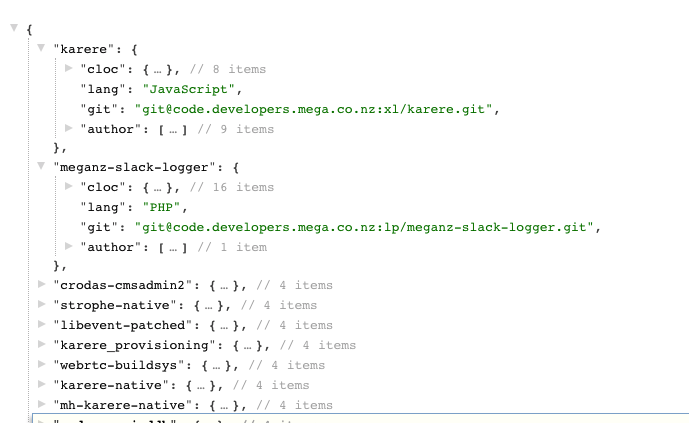 {
"karere": {
"cloc": { … }, // 8 items
"lang": "JavaScript",
"git": "git@code.developers.mega.co.nz:xl/karere.git",
"author": [ … ] // 9 items
},
"meganz-slack-logger": {
"cloc": { … }, // 16 items
"lang": "PHP",
"git": "git@code.developers.mega.co.nz:lp/meganz-slack-logger.git",
"author": [ … ] // 1 item
},
"crodas-cmsadmin2": { … }, // 4 items
"strophe-native": { … }, // 4 items
"libevent-patched": { … }, // 4 items
"karere_provisioning": { … }, // 4 items
"webrtc-buildsys": { … }, // 4 items
"karere-native": { … }, // 4 items
"mh-karere-native": { … }, // 4 items